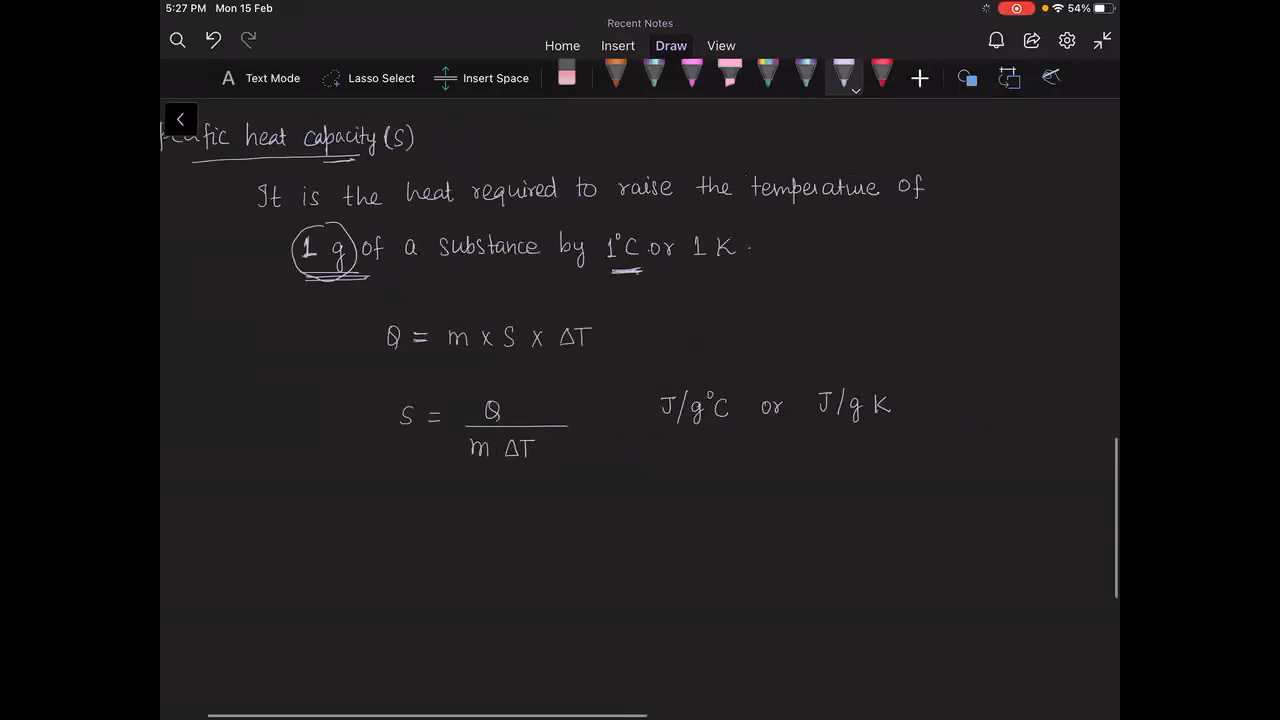 5:27 PM Mon 15 Feb
54%
Recent Notes
Home Insert Draw View
A Text Mode Lasso Select Insert Space
heat capacity (S)
It is the heat required to raise the temperature of
1 g of a substance by 1°C or 1 K.
Q = m x S x ΔT
S = Q / m ΔT J/g°C or J/g K